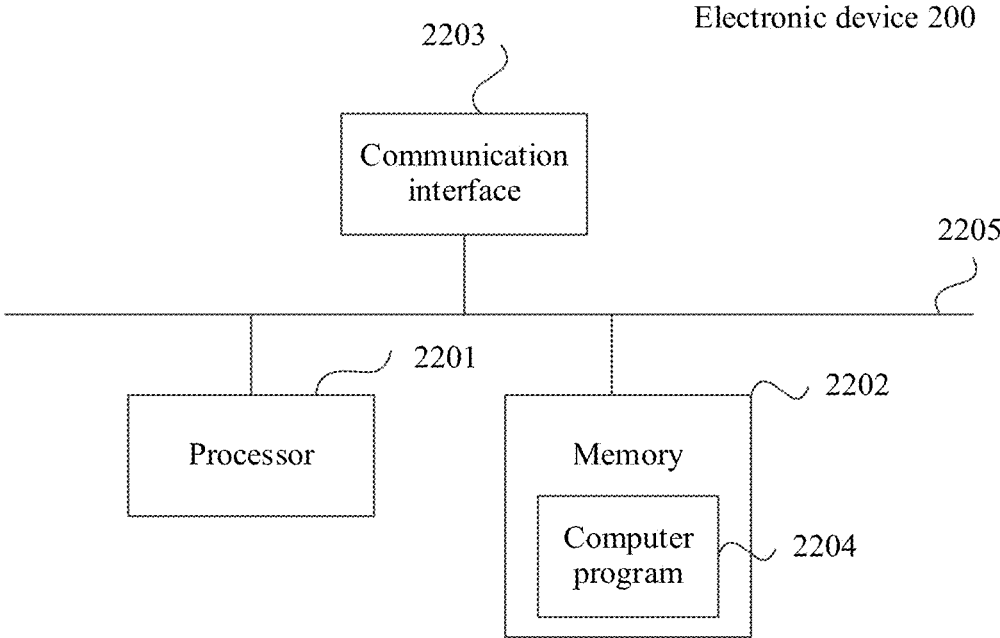 Electronic device 200
2203
Communication
interface
2205
2201
Processor
2202
Memory
Computer
program
2204